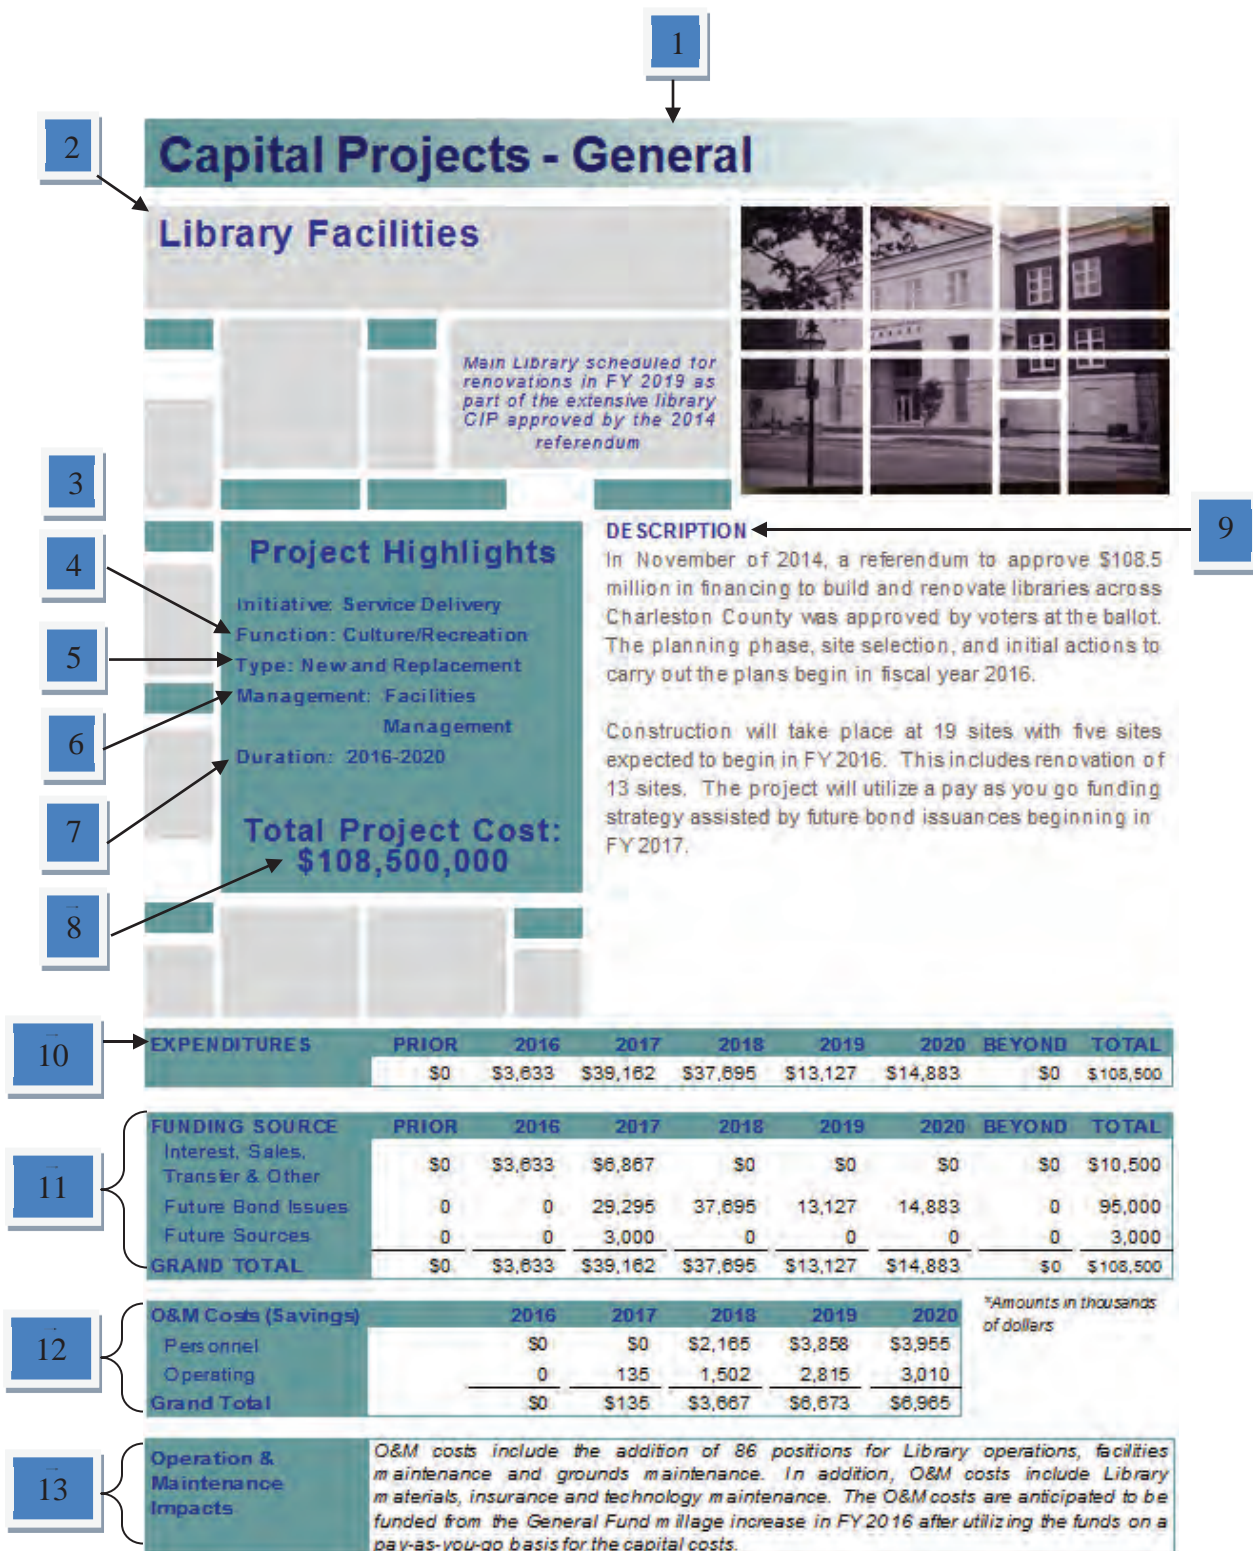 1
Capital Projects - General
2
Library Facilities
Main Library scheduled for
renovations in FY 2019 as
part of the extensive library
CIP approved by the 2014
referendum
3
Project Highlights
Initiative: Service Delivery
4
Function: Culture/Recreation
5
Type: New and Replacement
6
Management: Facilities
Management
7
Duration: 2016-2020
Total Project Cost:
8
$108,500,000
9
DESCRIPTION
In November of 2014, a referendum to approve $108.5
million in financing to build and renovate libraries across
Charleston County was approved by voters at the ballot.
The planning phase, site selection, and initial actions to
carry out the plans begin in fiscal year 2016.
Construction will take place at 19 sites with five sites
expected to begin in FY 2016. This includes renovation of
13 sites. The project will utilize a pay as you go funding
strategy assisted by future bond issuances beginning in
FY 2017.
10
EXPENDITURES PRIOR 2016 2017 2018 2019 2020 BEYOND TOTAL
$0 $3,633 $39,162 $37,695 $13,127 $14,883 $0 $108,500
11
FUNDING SOURCE PRIOR 2016 2017 2018 2019 2020 BEYOND TOTAL
Interest, Sales,
Transfer & Other $0 $3,633 $6,867 $0 $0 $0 $0 $10,500
Future Bond Issues 0 0 29,295 37,695 13,127 14,883 0 95,000
Future Sources 0 0 3,000 0 0 0 0 3,000
GRAND TOTAL $0 $3,633 $39,162 $37,695 $13,127 $14,883 $0 $108,500
12
O&M Costs (Savings) 2016 2017 2018 2019 2020
Personnel $0 $0 $2,165 $3,858 $3,955
Operating 0 135 1,502 2,815 3,010
Grand Total $0 $135 $3,667 $6,673 $6,965
*Amounts in thousands
of dollars
13
Operation &
Maintenance
Impacts
O&M costs include the addition of 86 positions for Library operations, facilities
maintenance and grounds maintenance. In addition, O&M costs include Library
materials, insurance and technology maintenance. The O&M costs are anticipated to be
funded from the General Fund millage increase in FY 2016 after utilizing the funds on a
pay-as-you-go basis for the capital costs.